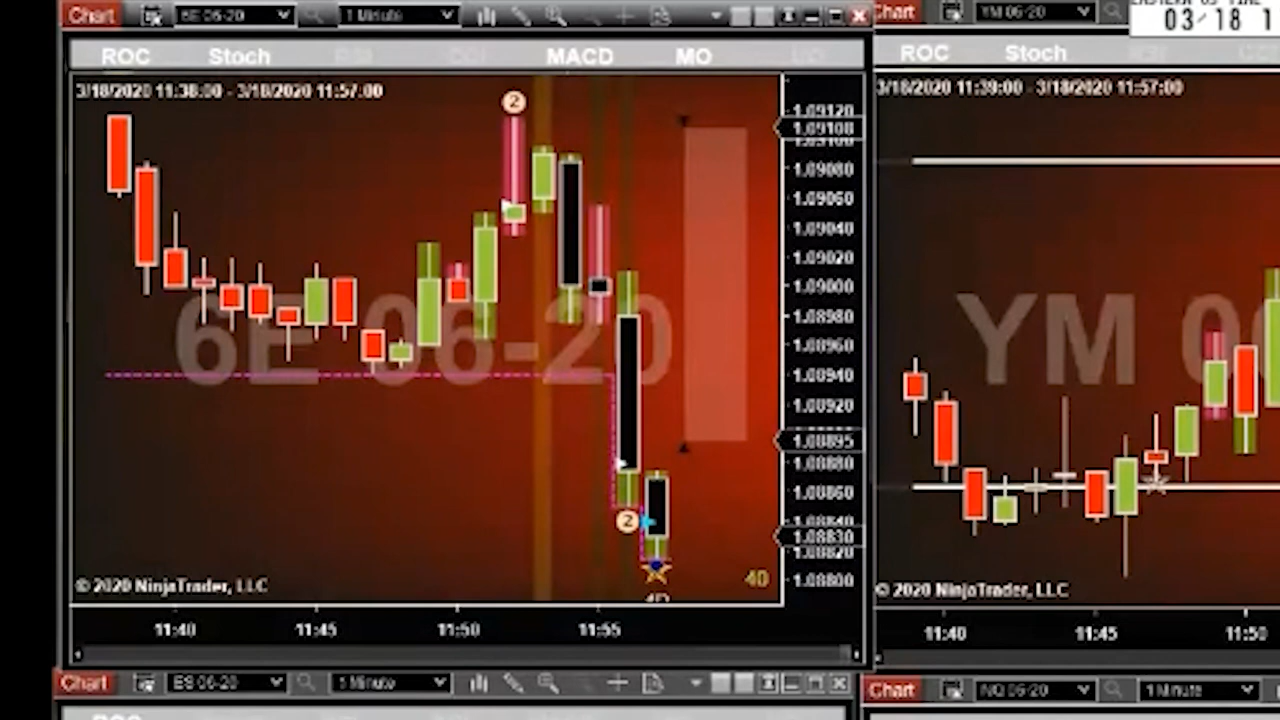 Chart 6E 06-20 1 Minute
Chart YM 06-20
03/18 1
ROC Stoch MACD MO
ROC Stoch
3/18/2020 11:38:00 - 3/18/2020 11:57:00
3/18/2020 11:39:00 - 3/18/2020 11:57:00
2
1.09120
1.09108
1.09100
1.09080
1.09060
1.09040
1.09020
1.09000
1.08980
1.08960
1.08940
1.08920
1.08895
1.08880
1.08860
1.08840
1.08830
1.08820
1.08800
6E 06-20
YM 0
2
4D
4D
© 2020 NinjaTrader, LLC
© 2020 NinjaTrader, LLC
11:40 11:45 11:50 11:55
11:40 11:45 11:50
Chart ES 06-20 1 Minute
Chart NQ 06-20 1 Minute